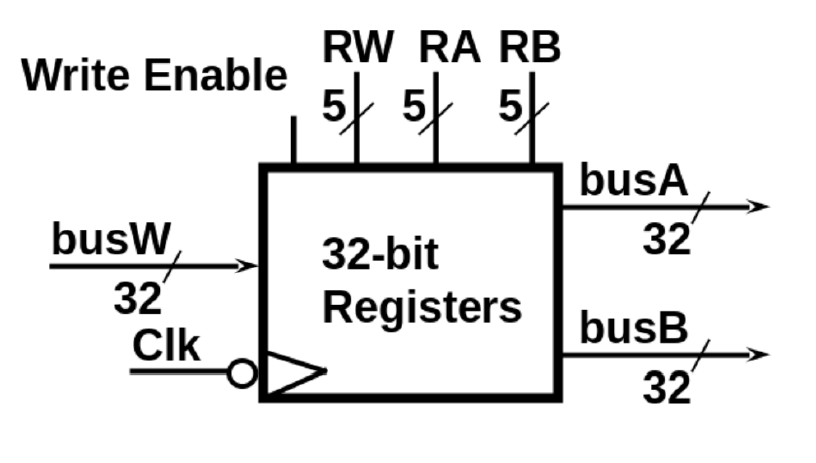 RW RA RB
Write Enable
5 5 5
busA
32
busW
32
32-bit
Registers
Clk
busB
32